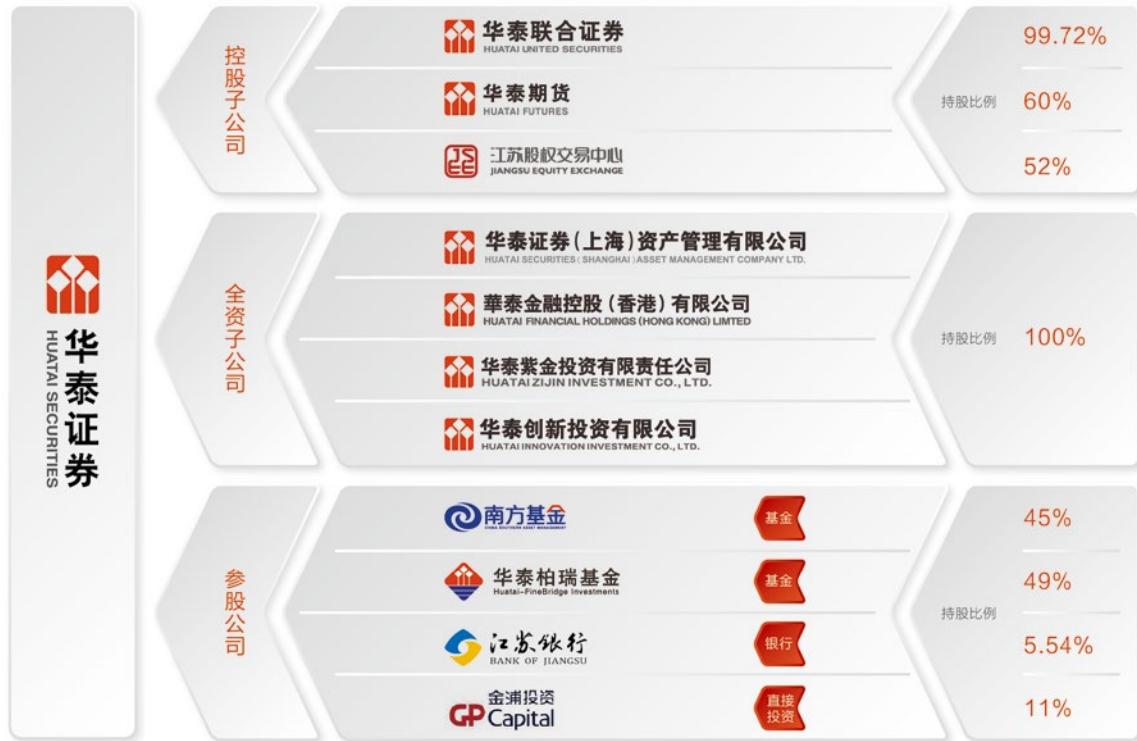 华泰证券
HUATAI SECURITIES
控股子公司
华泰联合证券
HUATAI UNITED SECURITIES
华泰期货
HUATAI FUTURES
JS
EE
江苏股权交易中心
JIANGSU EQUITY EXCHANGE
持股比例
99.72%
60%
52%
全资子公司
华泰证券(上海)资产管理有限公司
HUATAI SECURITIES(SHANGHAI)ASSET MANAGEMENT COMPANY LTD.
華泰金融控股(香港)有限公司
HUATAI FINANCIAL HOLDINGS (HONG KONG) LIMTED
华泰紫金投资有限责任公司
HUATAI ZIJIN INVESTMENT CO., LTD.
华泰创新投资有限公司
HUATAI INNOVATION INVESTMENT CO., LTD.
持股比例
100%
参股公司
南方基金
CHINA SOUTHERN ASSET MANAGEMENT
基金
45%
华泰柏瑞基金
Huatai-PineBridge Investments
基金
49%
持股比例
江苏银行
BANK OF JIANGSU
银行
5.54%
金浦投资
GP Capital
直接
投资
11%